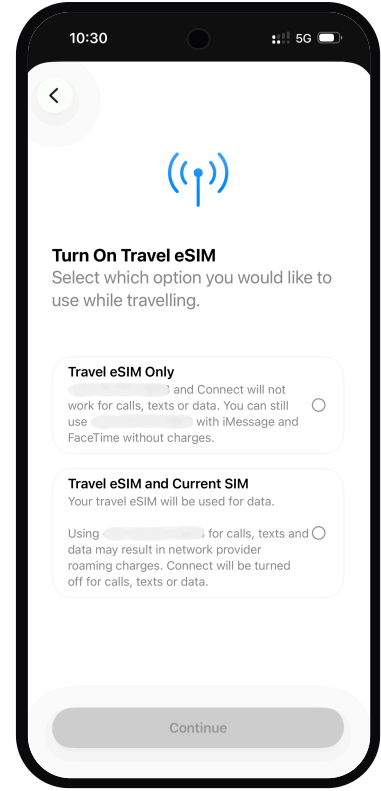 10:30
5G
Turn On Travel eSIM
Select which option you would like to
use while travelling.
Travel eSIM Only
and Connect will not
work for calls, texts or data. You can still
use with iMessage and
FaceTime without charges.
Travel eSIM and Current SIM
Your travel eSIM will be used for data.
Using for calls, texts and
data may result in network provider
roaming charges. Connect will be turned
off for calls, texts or data.
Continue